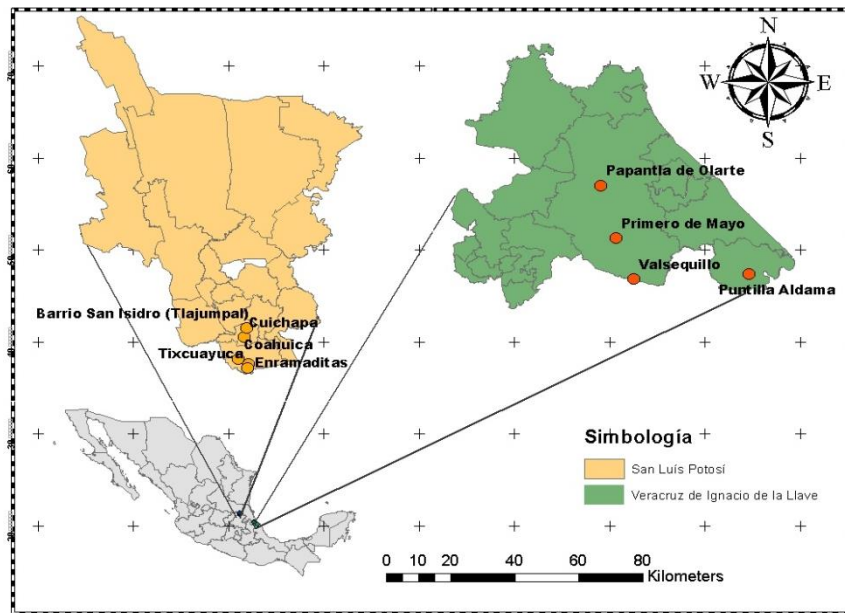 N
W E
S
Papantla de Olarte
Primero de Mayo
Valsequillo
Puntilla Aldama
Barrio San Isidro (Tlajumpal)
Cuichapa
Coahuica
Tixcuayuca
Enramaditas
Simbología
San Luís Potosí
Veracruz de Ignacio de la Llave
0 10 20 40 60 80
Kilometers